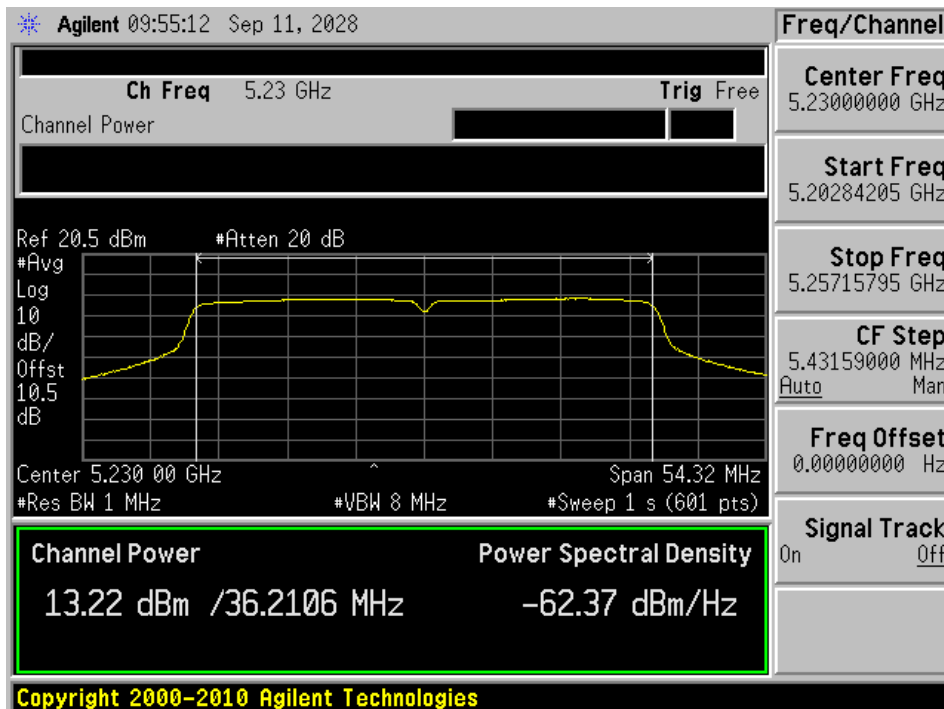 Agilent 09:55:12 Sep 11, 2028
Freq/Channel
Ch Freq 5.23 GHz Trig Free
Channel Power
Ref 20.5 dBm #Atten 20 dB
#Avg
Log
10
dB/
Offst
10.5
dB
Center 5.230 00 GHz ^ Span 54.32 MHz
#Res BW 1 MHz #VBW 8 MHz #Sweep 1 s (601 pts)
Channel Power Power Spectral Density
13.22 dBm /36.2106 MHz -62.37 dBm/Hz
Center Freq
5.23000000 GHz
Start Freq
5.20284205 GHz
Stop Freq
5.25715795 GHz
CF Step
5.43159000 MHz
Auto Man
Freq Offset
0.00000000 Hz
Signal Track
On Off
Copyright 2000-2010 Agilent Technologies